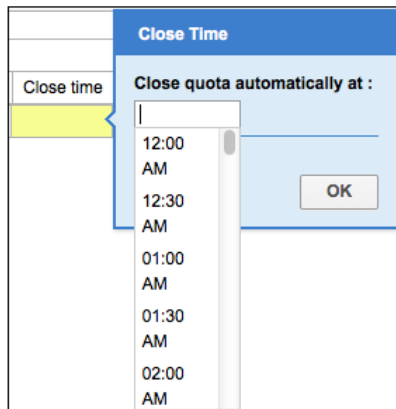 Close Time
Close time
Close quota automatically at :
12:00
AM
12:30
AM
OK
01:00
AM
01:30
AM
02:00
AM